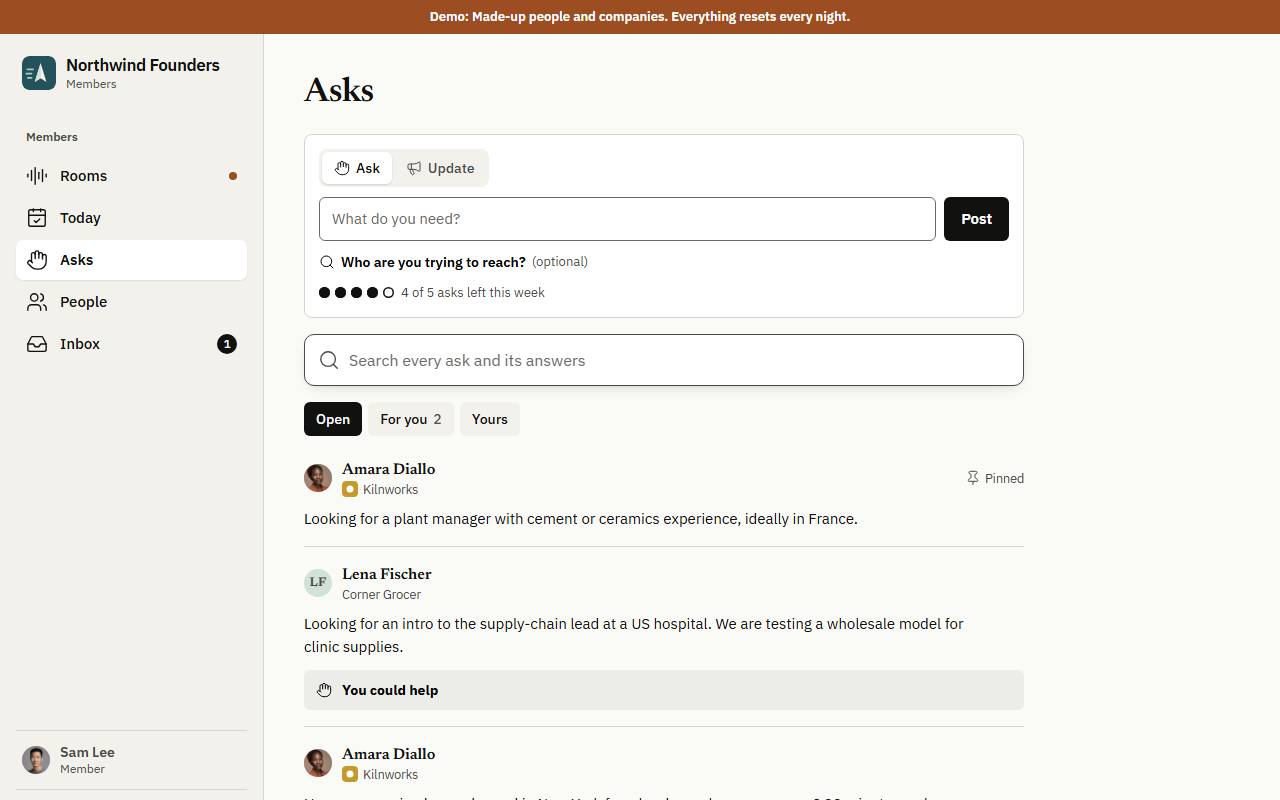 Demo: Made-up people and companies. Everything resets every night.
Northwind Founders
Members
Members
Rooms
Today
Asks
People
Inbox
1
Sam Lee
Member
Asks
Ask
Update
What do you need?
Post
Who are you trying to reach? (optional)
4 of 5 asks left this week
Search every ask and its answers
Open
For you 2
Yours
Amara Diallo
Kilnworks
Pinned
Looking for a plant manager with cement or ceramics experience, ideally in France.
LF
Lena Fischer
Corner Grocer
Looking for an intro to the supply-chain lead at a US hospital. We are testing a wholesale model for
clinic supplies.
You could help
Amara Diallo
Kilnworks